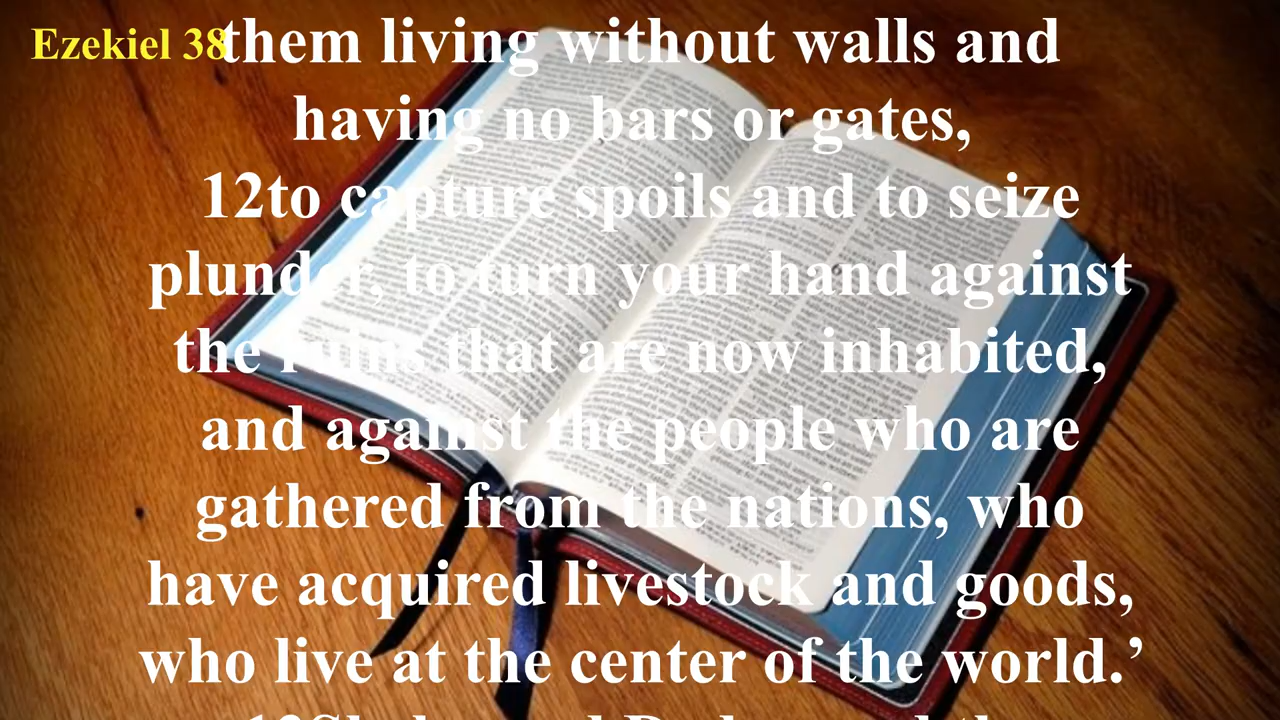 Ezekiel 38
them living without walls and
having no bars or gates,
12to capture spoils and to seize
plunder, to turn your hand against
the ruins that are now inhabited,
and against the people who are
gathered from the nations, who
have acquired livestock and goods,
who live at the center of the world.’